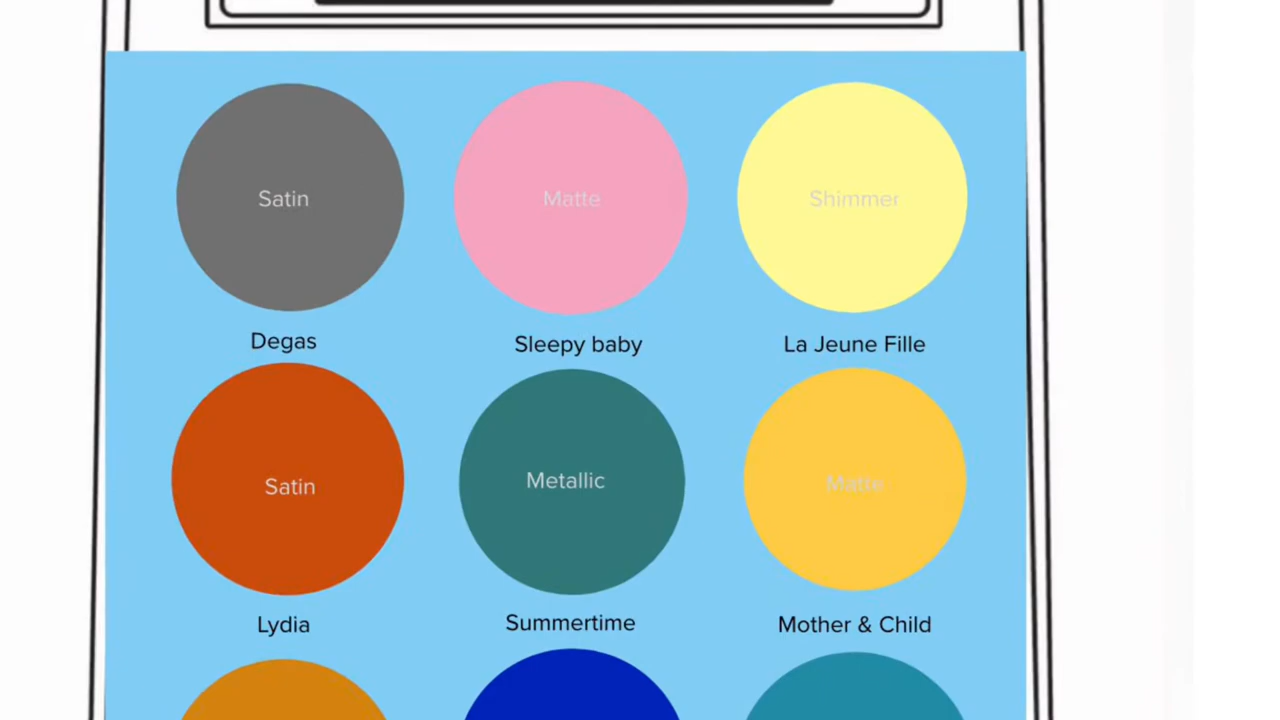 Satin
Matte
Shimmer
Degas
Sleepy baby
La Jeune Fille
Satin
Metallic
Matte
Lydia
Summertime
Mother & Child